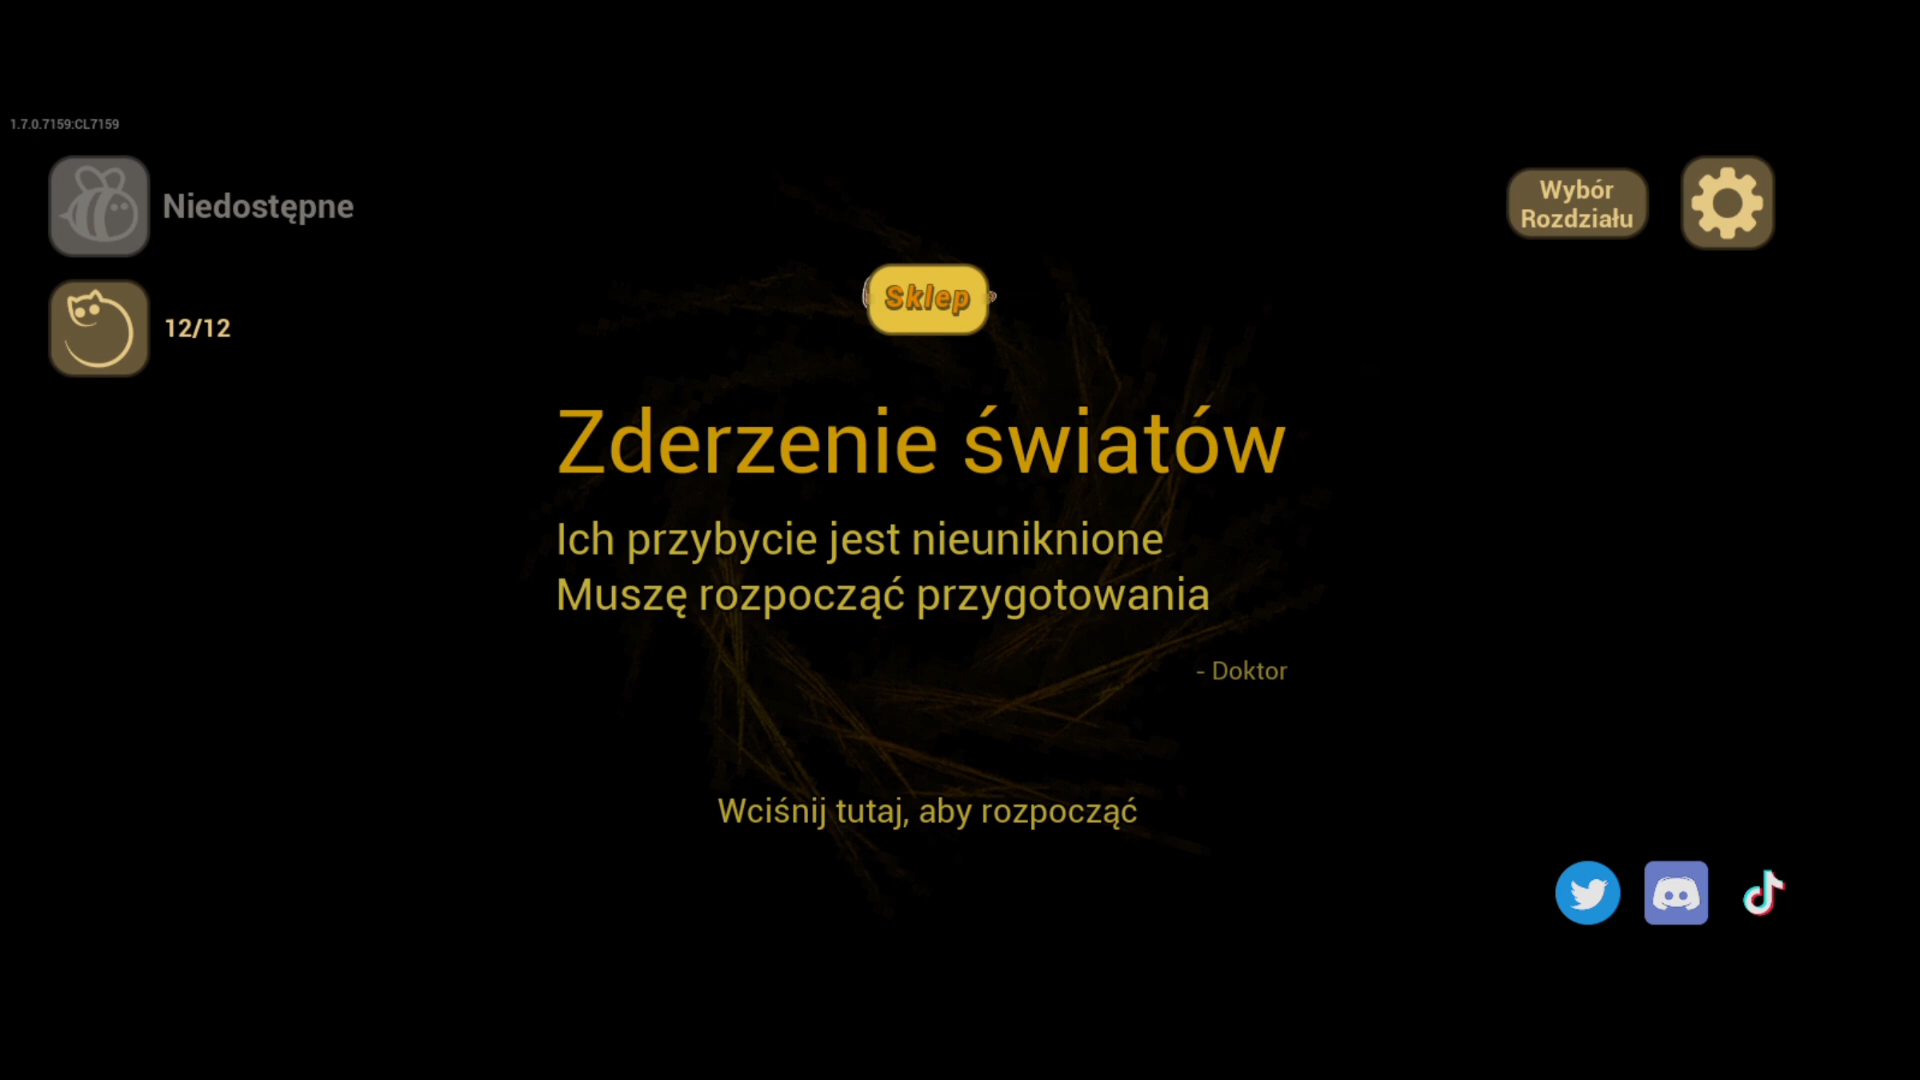 1.7.0.7159:CL7159
Niedostępne
12/12
Wybór
Rozdziału
Sklep
Zderzenie światów
Ich przybycie jest nieuniknione
Muszę rozpocząć przygotowania
- Doktor
Wciśnij tutaj, aby rozpocząć